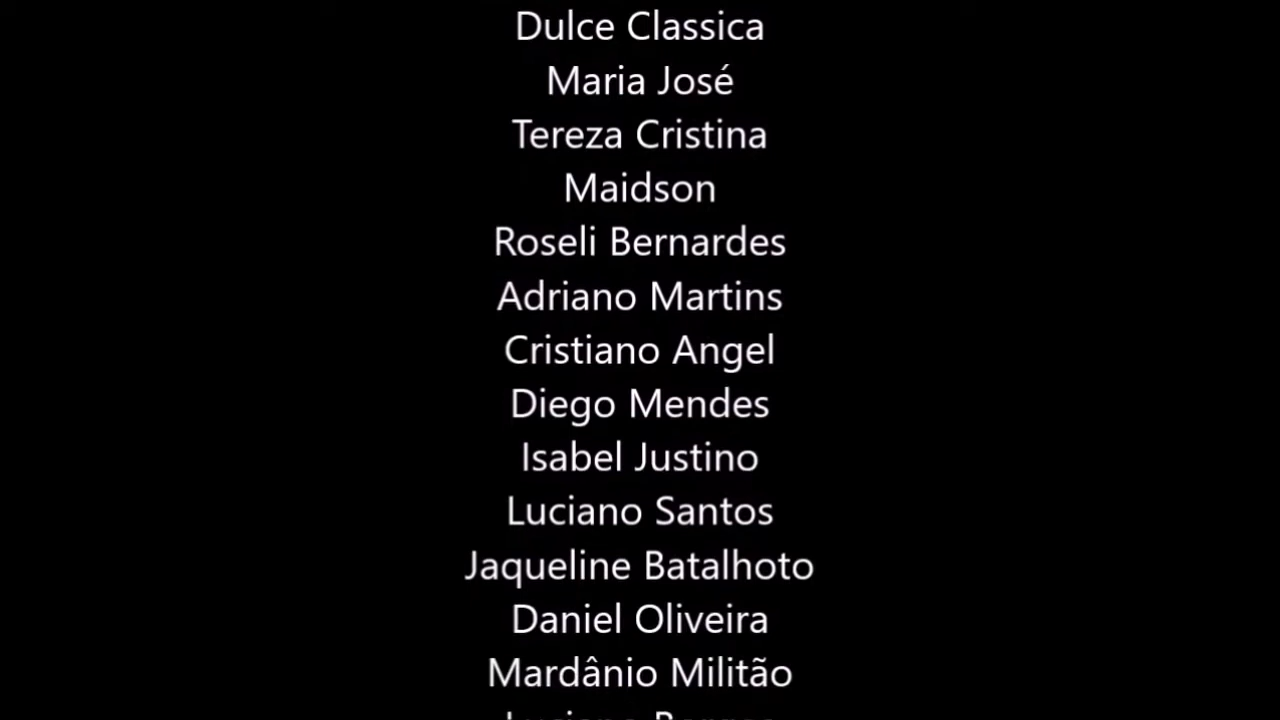 Dulce Classica
Maria José
Tereza Cristina
Maidson
Roseli Bernardes
Adriano Martins
Cristiano Angel
Diego Mendes
Isabel Justino
Luciano Santos
Jaqueline Batalhoto
Daniel Oliveira
Mardânio Militão